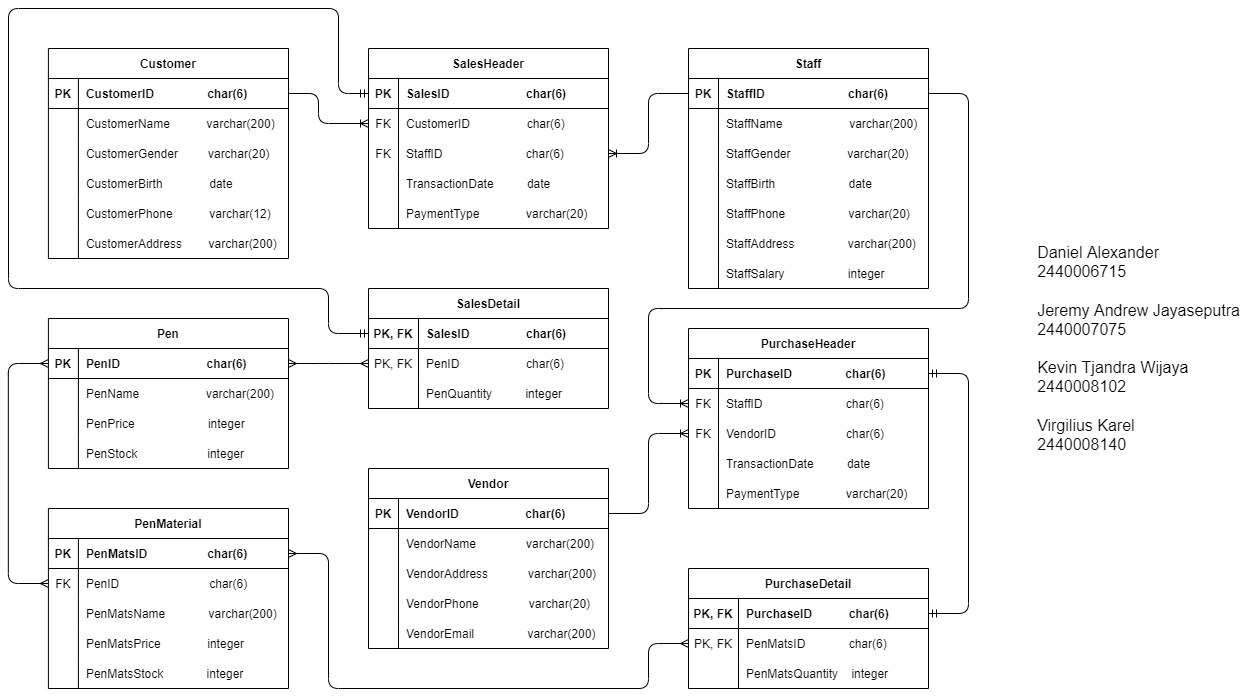 Customer
PK CustomerID char(6)
CustomerName varchar(200)
CustomerGender varchar(20)
CustomerBirth date
CustomerPhone varchar(12)
CustomerAddress varchar(200)
SalesHeader
PK SalesID char(6)
FK CustomerID char(6)
FK StaffID char(6)
TransactionDate date
PaymentType varchar(20)
Staff
PK StaffID char(6)
StaffName varchar(200)
StaffGender varchar(20)
StaffBirth date
StaffPhone varchar(20)
StaffAddress varchar(200)
StaffSalary integer
Pen
PK PenID char(6)
PenName varchar(200)
PenPrice integer
PenStock integer
SalesDetail
PK, FK SalesID char(6)
PK, FK PenID char(6)
PenQuantity integer
PurchaseHeader
PK PurchaseID char(6)
FK StaffID char(6)
FK VendorID char(6)
TransactionDate date
PaymentType varchar(20)
PenMaterial
PK PenMatsID char(6)
FK PenID char(6)
PenMatsName varchar(200)
PenMatsPrice integer
PenMatsStock integer
Vendor
PK VendorID char(6)
VendorName varchar(200)
VendorAddress varchar(200)
VendorPhone varchar(20)
VendorEmail varchar(200)
PurchaseDetail
PK, FK PurchaseID char(6)
PK, FK PenMatsID char(6)
PenMatsQuantity integer
Daniel Alexander
2440006715
Jeremy Andrew Jayaseputra
2440007075
Kevin Tjandra Wijaya
2440008102
Virgilius Karel
2440008140